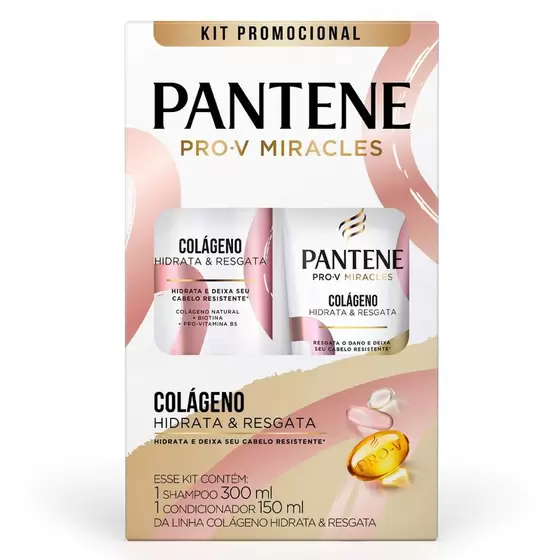 KIT PROMOCIONAL
PANTENE
PRO-V MIRACLES
COLÁGENO
HIDRATA & RESGATA
HIDRATA E DEIXA SEU
CABELO RESISTENTE*
COLÁGENO NATURAL
+ BIOTINA
+ PRO-VITAMINA B5
PANTENE
PRO-V MIRACLES
COLÁGENO
HIDRATA & RESGATA
RESGATA O DANO E DEIXA
SEU CABELO RESISTENTE*
COLÁGENO
HIDRATA & RESGATA
HIDRATA E DEIXA SEU CABELO RESISTENTE*
PRO-V
ESSE KIT CONTÉM:
1 SHAMPOO 300 ml
1 CONDICIONADOR 150 ml
DA LINHA COLÁGENO HIDRATA & RESGATA